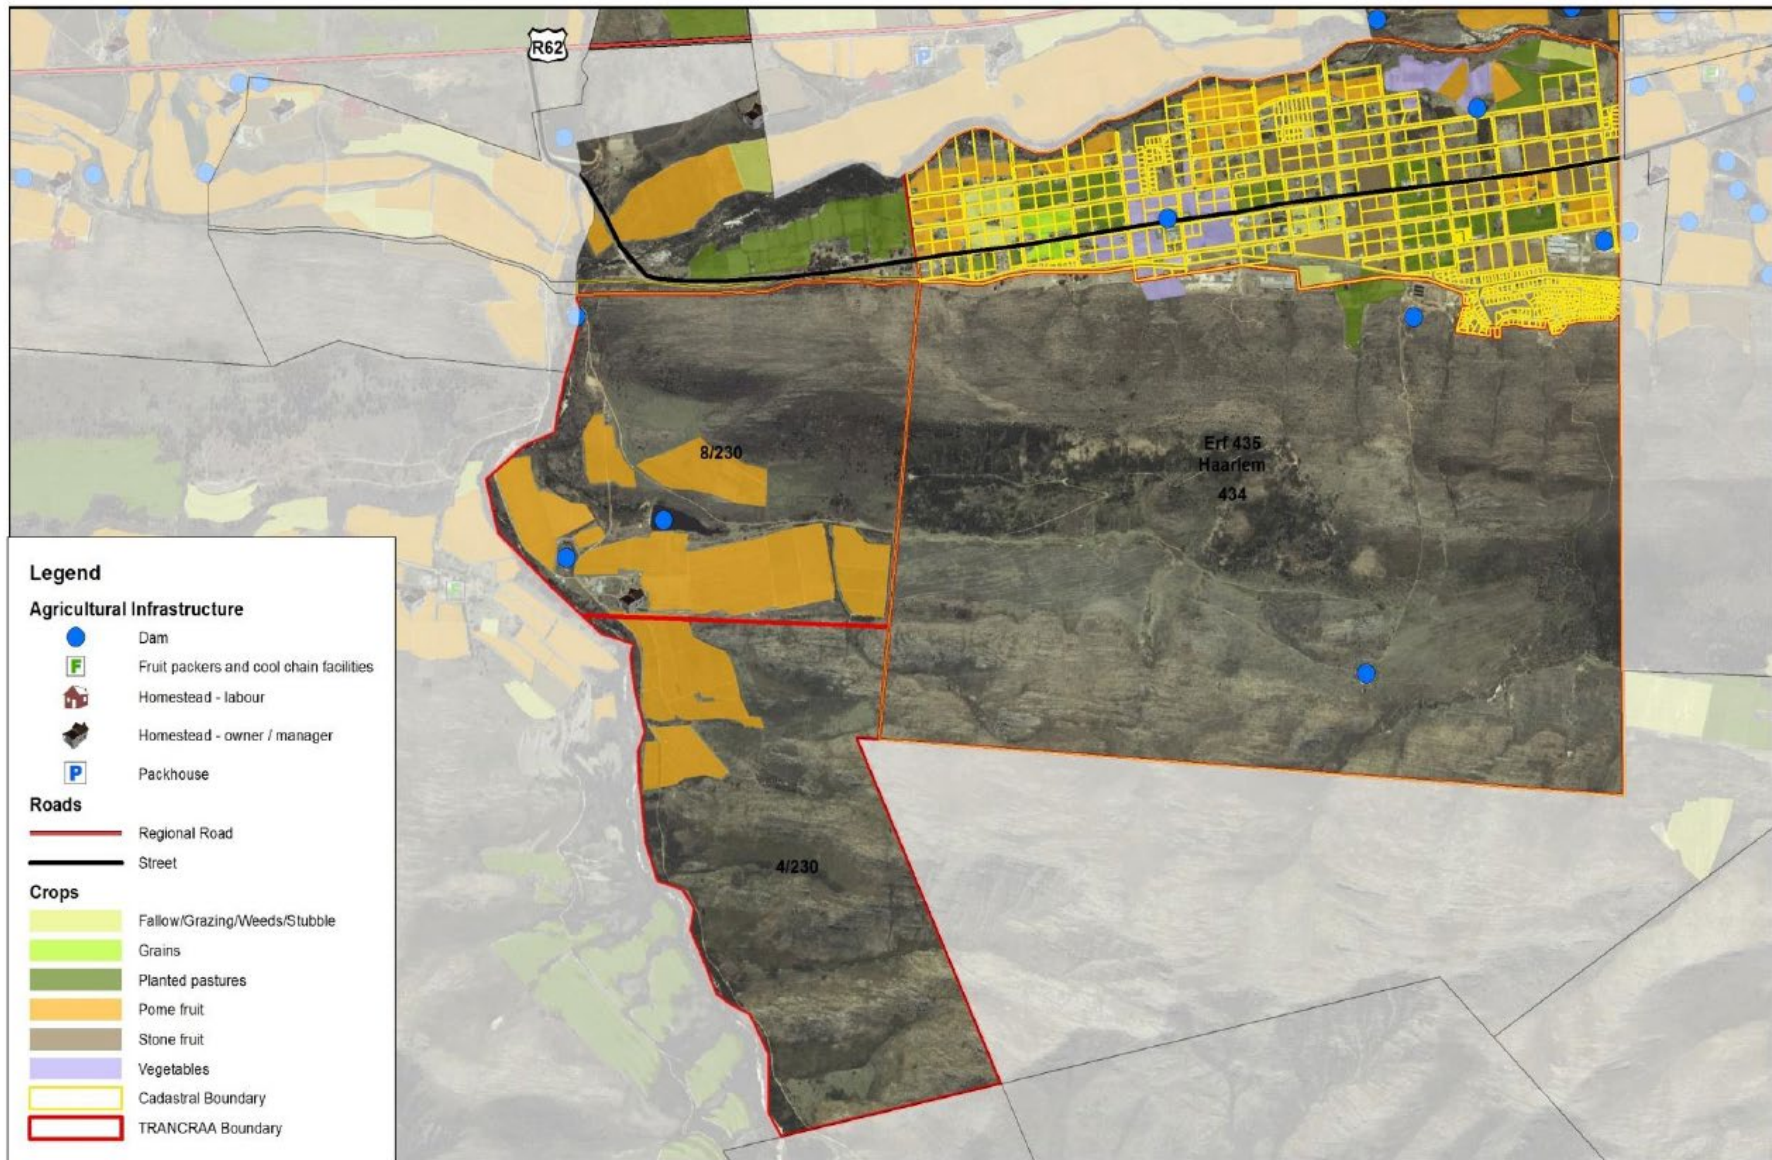 R62
P
F
8/230
Erf 435
Haarlem
434
F
4/230
Legend
Agricultural Infrastructure
Dam
F Fruit packers and cool chain facilities
Homestead - labour
Homestead - owner / manager
P Packhouse
Roads
Regional Road
Street
Crops
Fallow/Grazing/Weeds/Stubble
Grains
Planted pastures
Pome fruit
Stone fruit
Vegetables
Cadastral Boundary
TRANCRAA Boundary